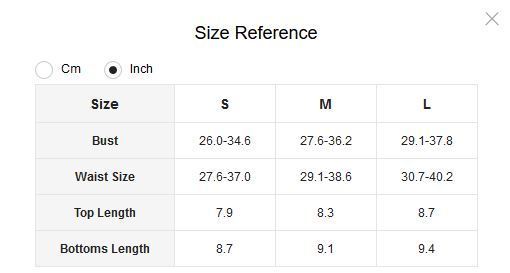 Size Reference
Cm Inch
Size S M L
Bust 26.0-34.6 27.6-36.2 29.1-37.8
Waist Size 27.6-37.0 29.1-38.6 30.7-40.2
Top Length 7.9 8.3 8.7
Bottoms Length 8.7 9.1 9.4